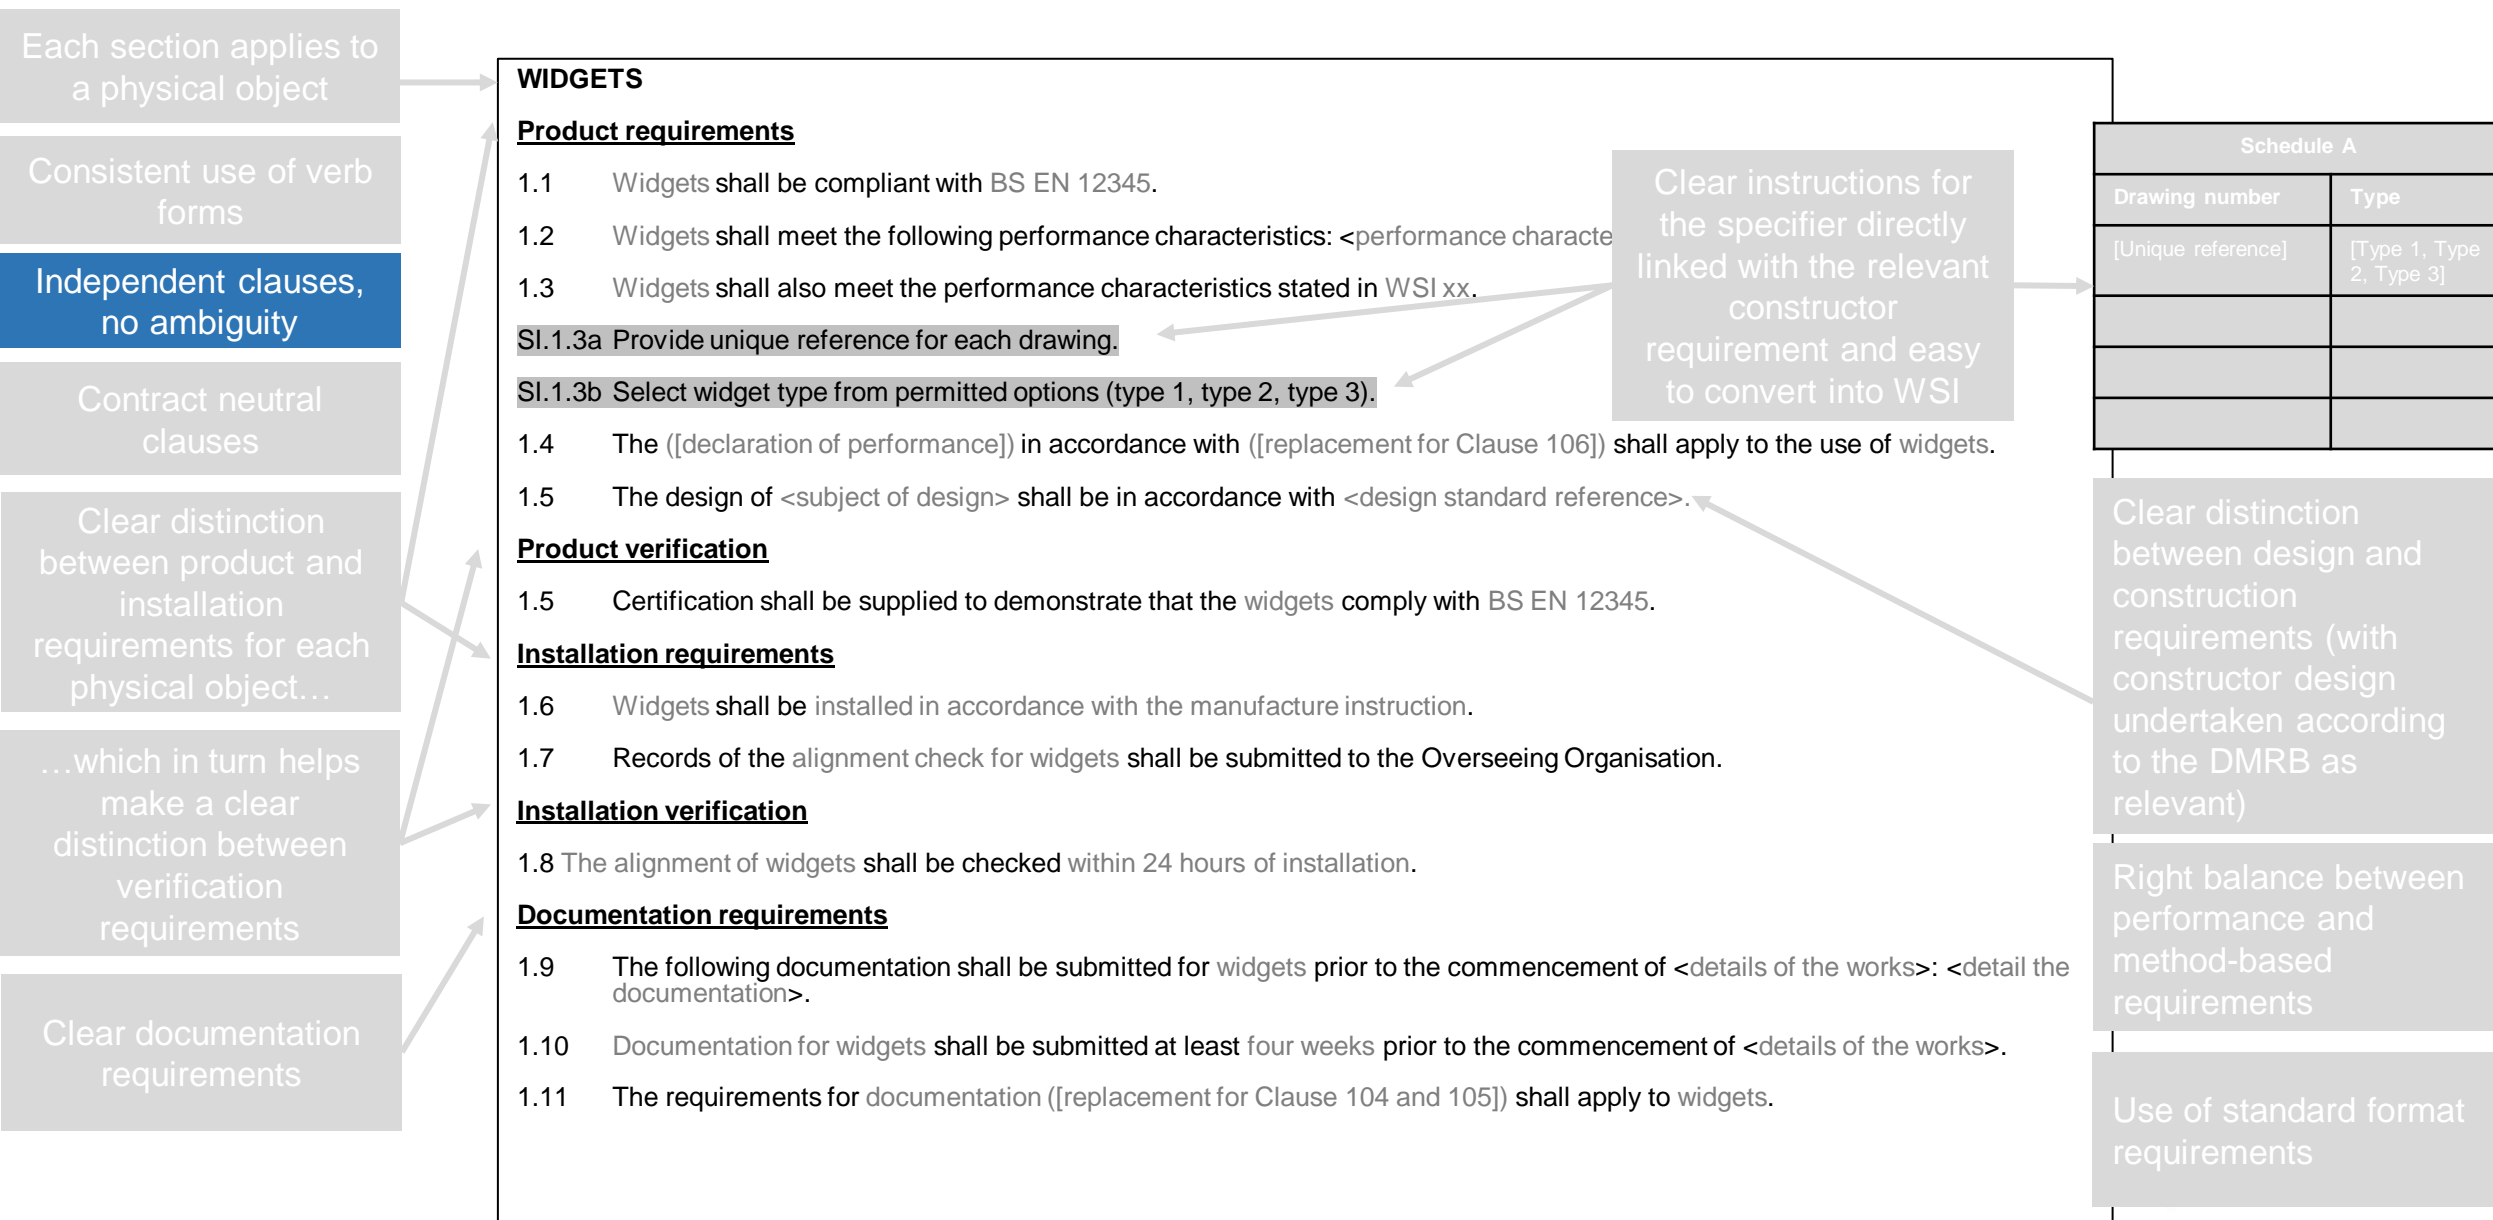 Each section applies to
a physical object
Consistent use of verb
forms
Independent clauses,
no ambiguity
Contract neutral
clauses
Clear distinction
between product and
installation
requirements for each
physical object…
…which in turn helps
make a clear
distinction between
verification
requirements
Clear documentation
requirements
WIDGETS
Product requirements
1.1 Widgets shall be compliant with BS EN 12345.
1.2 Widgets shall meet the following performance characteristics: <performance characte
1.3 Widgets shall also meet the performance characteristics stated in WSI xx.
SI.1.3a Provide unique reference for each drawing.
SI.1.3b Select widget type from permitted options (type 1, type 2, type 3).
1.4 The ([declaration of performance]) in accordance with ([replacement for Clause 106]) shall apply to the use of widgets.
1.5 The design of <subject of design> shall be in accordance with <design standard reference>.
Product verification
1.5 Certification shall be supplied to demonstrate that the widgets comply with BS EN 12345.
Installation requirements
1.6 Widgets shall be installed in accordance with the manufacture instruction.
1.7 Records of the alignment check for widgets shall be submitted to the Overseeing Organisation.
Installation verification
1.8 The alignment of widgets shall be checked within 24 hours of installation.
Documentation requirements
1.9 The following documentation shall be submitted for widgets prior to the commencement of <details of the works>: <detail the
documentation>.
1.10 Documentation for widgets shall be submitted at least four weeks prior to the commencement of <details of the works>.
1.11 The requirements for documentation ([replacement for Clause 104 and 105]) shall apply to widgets.
Clear instructions for
the specifier directly
linked with the relevant
constructor
requirement and easy
to convert into WSI
Schedule A
Drawing number Type
[Unique reference] [Type 1, Type
2, Type 3]
Clear distinction
between design and
construction
requirements (with
constructor design
undertaken according
to the DMRB as
relevant)
Right balance between
performance and
method-based
requirements
Use of standard format
requirements